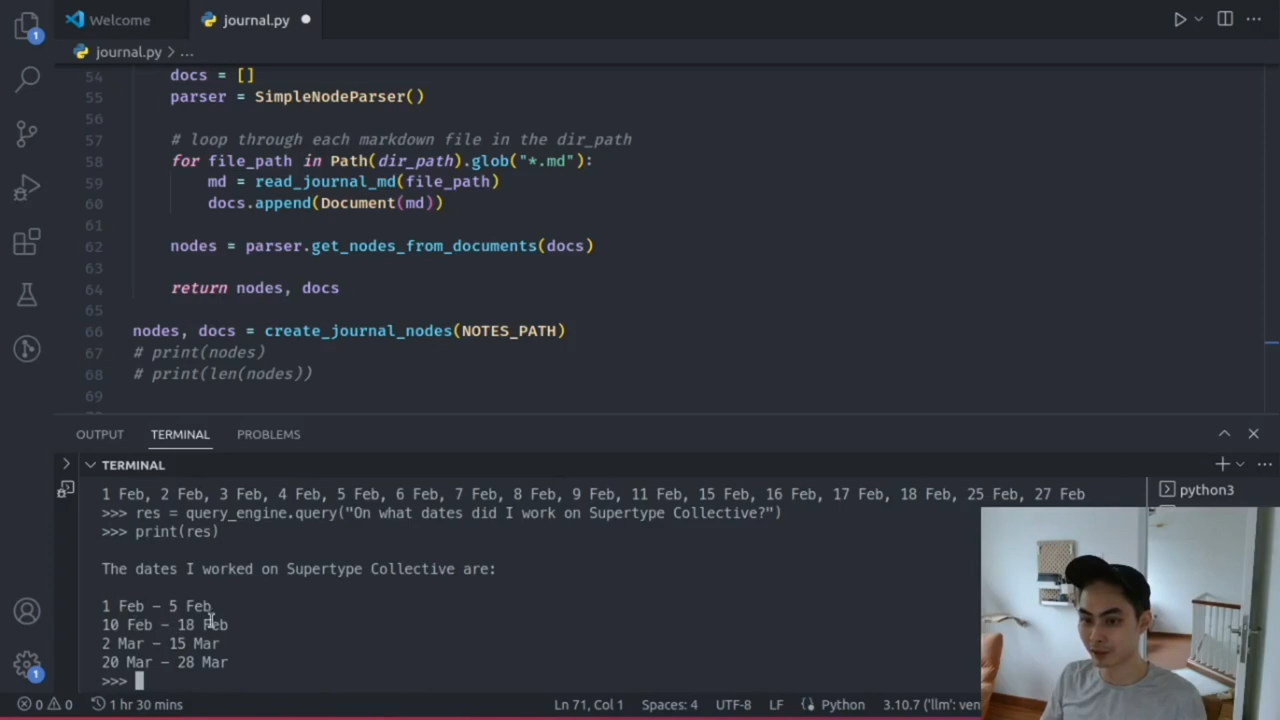 Welcome
journal.py
journal.py > ...
54 docs = []
55 parser = SimpleNodeParser()
56
57 # loop through each markdown file in the dir_path
58 for file_path in Path(dir_path).glob("*.md"):
59 md = read_journal_md(file_path)
60 docs.append(Document(md))
61
62 nodes = parser.get_nodes_from_documents(docs)
63
64 return nodes, docs
65
66 nodes, docs = create_journal_nodes(NOTES_PATH)
67 # print(nodes)
68 # print(len(nodes))
69
OUTPUT TERMINAL PROBLEMS
TERMINAL
1 Feb, 2 Feb, 3 Feb, 4 Feb, 5 Feb, 6 Feb, 7 Feb, 8 Feb, 9 Feb, 11 Feb, 15 Feb, 16 Feb, 17 Feb, 18 Feb, 25 Feb, 27 Feb
python3
>>> res = query_engine.query("On what dates did I work on Supertype Collective?")
>>> print(res)
The dates I worked on Supertype Collective are:
1 Feb – 5 Feb
10 Feb – 18 Feb
2 Mar – 15 Mar
20 Mar – 28 Mar
>>>
1
1
0 0 1 hr 30 mins Ln 71, Col 1 Spaces: 4 UTF-8 LF Python 3.10.7 ('llm': ven